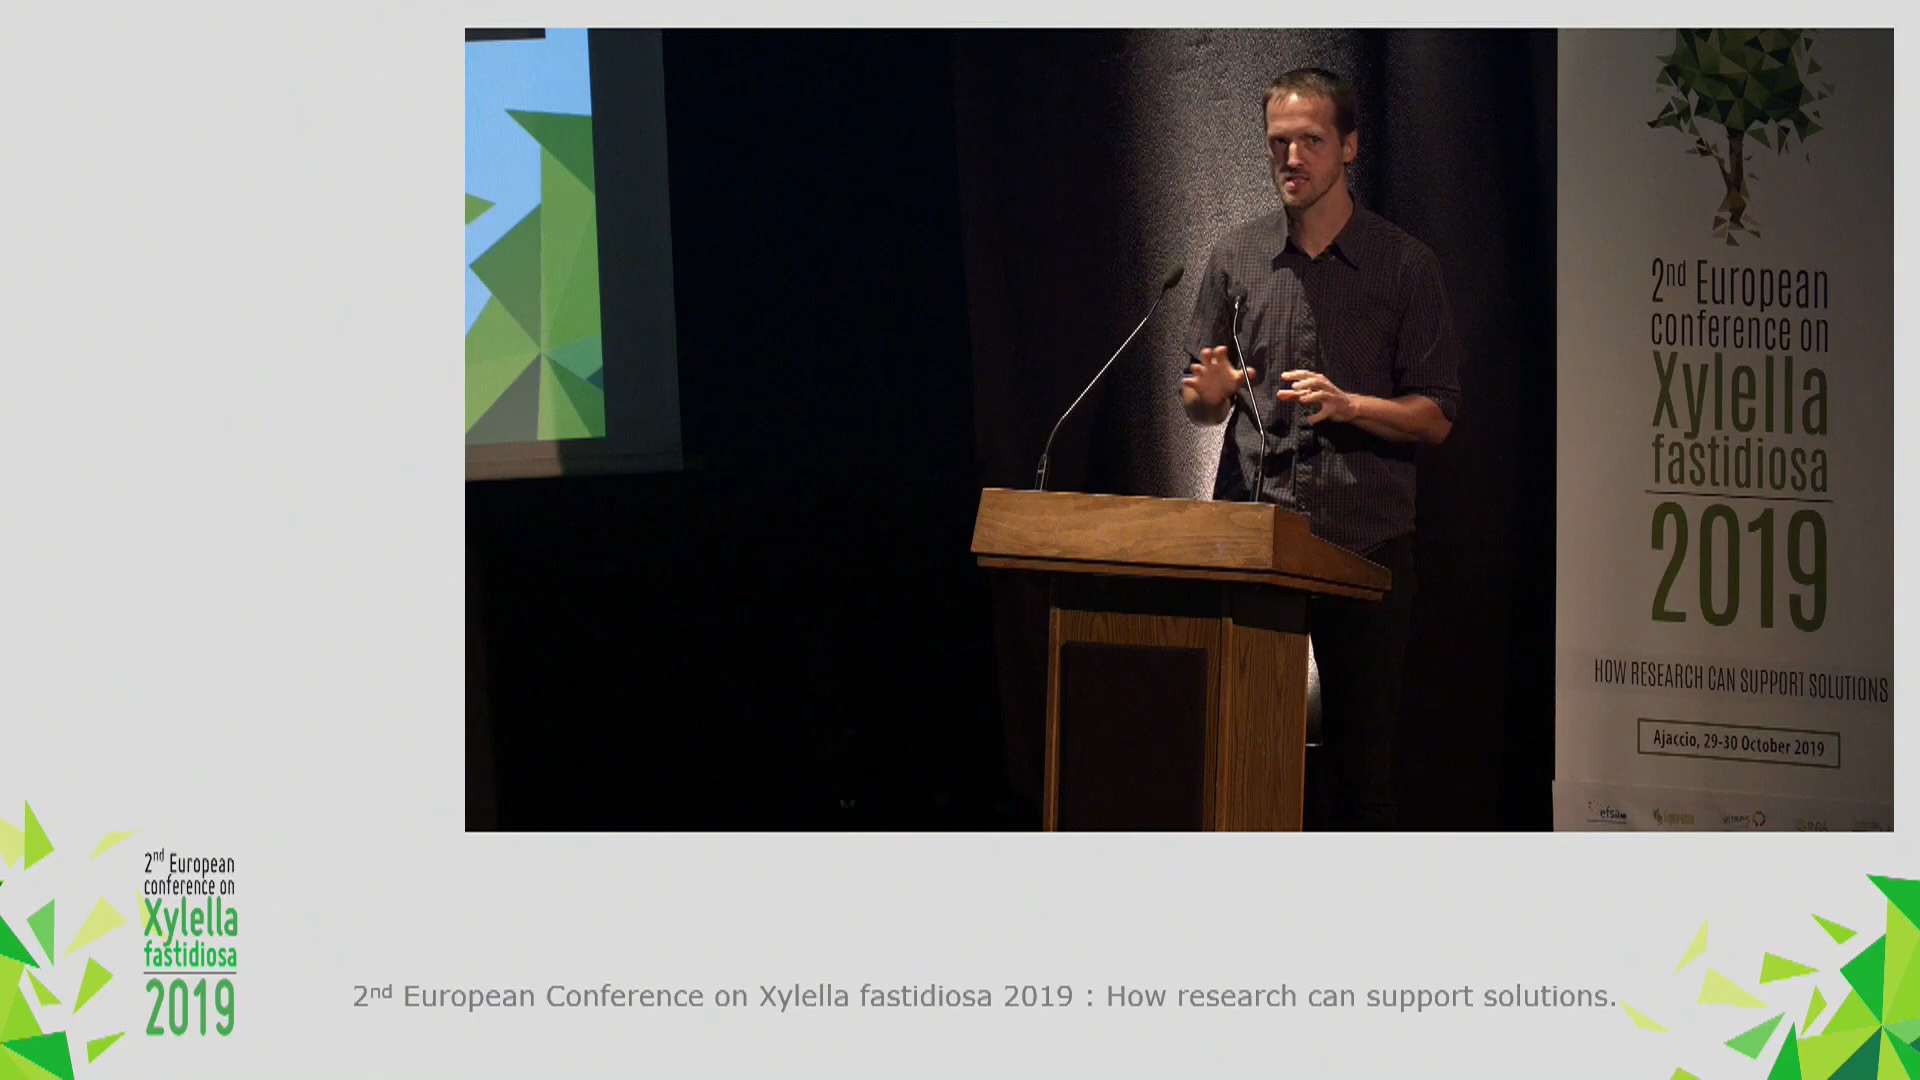 2nd European
conference on
Xylella
fastidiosa
2019
HOW RESEARCH CAN SUPPORT SOLUTIONS
Ajaccio, 29-30 October 2019
efsa
2nd European
conference on
Xylella
fastidiosa
2019
2nd European Conference on Xylella fastidiosa 2019 : How research can support solutions.